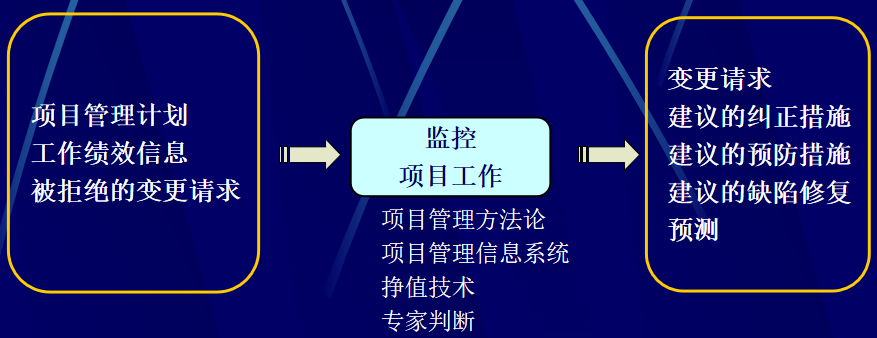 项目管理计划
工作绩效信息
被拒绝的变更请求
监控
项目工作
项目管理方法论
项目管理信息系统
挣值技术
专家判断
变更请求
建议的纠正措施
建议的预防措施
建议的缺陷修复
预测